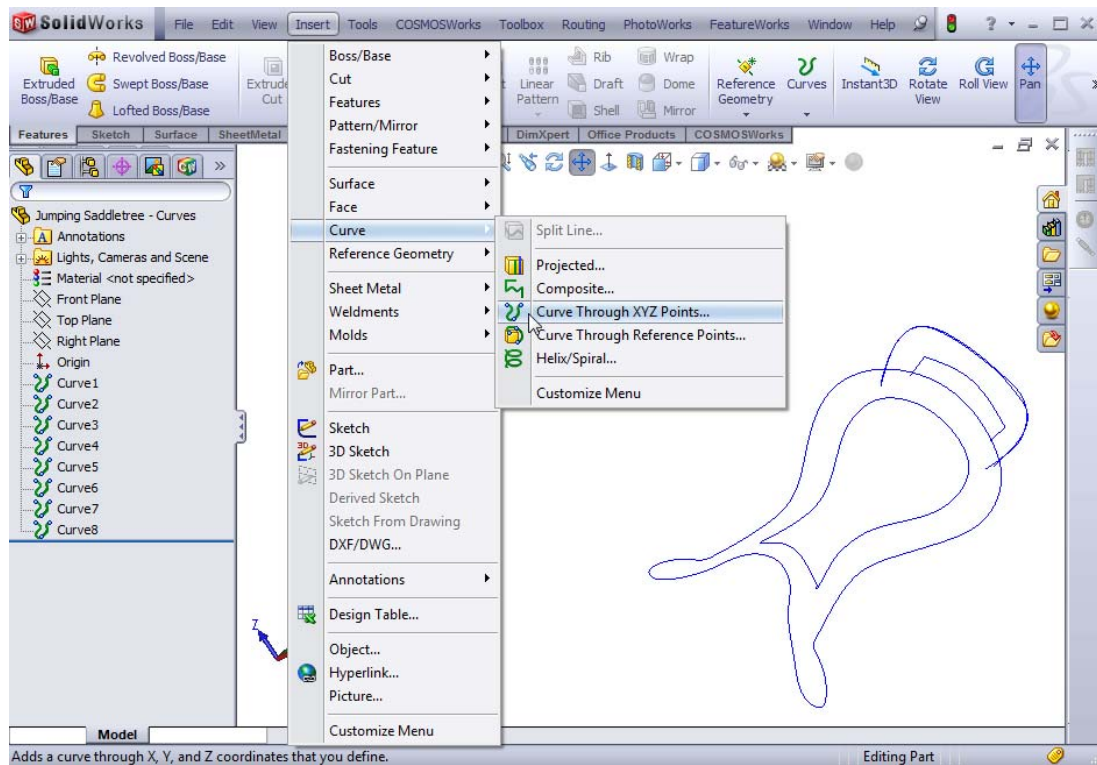 SolidWorks File Edit View Insert Tools COSMOSWorks Toolbox Routing PhotoWorks FeatureWorks Window Help ?
Extruded Boss/Base
Revolved Boss/Base
Swept Boss/Base
Lofted Boss/Base
Cut
Linear Pattern
Rib
Draft
Shell
Wrap
Dome
Mirror
Reference Geometry
Curves
Instant3D
Rotate View
Roll View
Pan
Features Sketch Surface SheetMetal DimXpert Office Products COSMOSWorks
Jumping Saddletree - Curves
Annotations
Lights, Cameras and Scene
Material <not specified>
Front Plane
Top Plane
Right Plane
Origin
Curve1
Curve2
Curve3
Curve4
Curve5
Curve6
Curve7
Curve8
Boss/Base
Cut
Features
Pattern/Mirror
Fastening Feature
Surface
Face
Curve
Reference Geometry
Sheet Metal
Weldments
Molds
Part...
Mirror Part...
Sketch
3D Sketch
3D Sketch On Plane
Derived Sketch
Sketch From Drawing
DXF/DWG...
Annotations
Design Table...
Object...
Hyperlink...
Picture...
Customize Menu
Split Line...
Projected...
Composite...
Curve Through XYZ Points...
Curve Through Reference Points...
Helix/Spiral...
Customize Menu
Z
Model
Adds a curve through X, Y, and Z coordinates that you define.
Editing Part